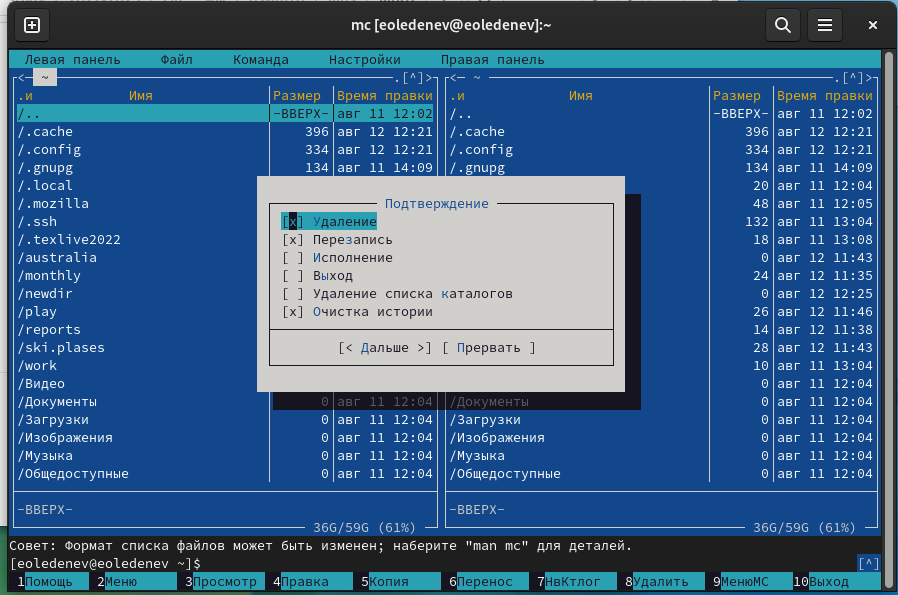 mc [eoledenev@eoledenev]:~
Левая панель Файл Команда Настройки Правая панель
<─ ~ .[^]> <─ ~ .[^]>
.и Имя Размер Время правки .и Имя Размер Время правки
/.. -ВВЕРХ- авг 11 12:02 /.. -ВВЕРХ- авг 11 12:02
/.cache 396 авг 12 12:21 /.cache 396 авг 12 12:21
/.config 334 авг 12 12:21 /.config 334 авг 12 12:21
/.gnupg 134 авг 11 14:09 /.gnupg 134 авг 11 14:09
/.local 20 авг 11 12:04
/.mozilla Подтверждение 48 авг 11 12:05
/.ssh [x] Удаление 132 авг 11 13:04
/.texlive2022 [x] Перезапись 18 авг 11 13:08
/australia [ ] Исполнение 0 авг 12 11:43
/monthly [ ] Выход 24 авг 12 11:35
/newdir [ ] Удаление списка каталогов 0 авг 12 12:25
/play [x] Очистка истории 26 авг 12 11:46
/reports 14 авг 12 11:38
/ski.plases [< Дальше >] [ Прервать ] 28 авг 12 11:43
/work 10 авг 11 13:04
/Видео 0 авг 11 12:04
/Документы 0 авг 11 12:04 /Документы 0 авг 11 12:04
/Загрузки 0 авг 11 12:04 /Загрузки 0 авг 11 12:04
/Изображения 0 авг 11 12:04 /Изображения 0 авг 11 12:04
/Музыка 0 авг 11 12:04 /Музыка 0 авг 11 12:04
/Общедоступные 0 авг 11 12:04 /Общедоступные 0 авг 11 12:04
-ВВЕРХ- -ВВЕРХ-
36G/59G (61%) 36G/59G (61%)
Совет: Формат списка файлов может быть изменен; наберите "man mc" для деталей.
[eoledenev@eoledenev ~]$ [^]
1Помощь 2Меню 3Просмотр 4Правка 5Копия 6Перенос 7НвКтлог 8Удалить 9МенюМС 10Выход